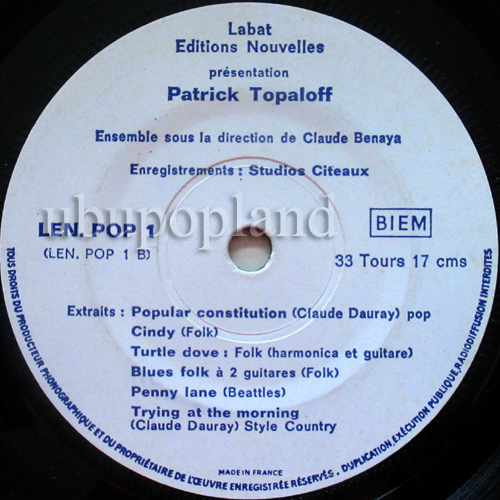 Labat
Editions Nouvelles
présentation
Patrick Topaloff
Ensemble sous la direction de Claude Benaya
Enregistrements : Studios Citeaux
ubupopland
LEN. POP 1
(LEN. POP 1 B)
BIEM
33 Tours 17 cms
Extraits : Popular constitution (Claude Dauray) pop
Cindy (Folk)
Turtle dove : Folk (harmonica et guitare)
Blues folk à 2 guitares (Folk)
Penny lane (Beattles)
Trying at the morning
(Claude Dauray) Style Country
MADE IN FRANCE
TOUS DROITS DU PRODUCTEUR PHONOGRAPHIQUE ET DU PROPRIÉTAIRE DE L'ŒUVRE ENREGISTRÉE RÉSERVÉS. DUPLICATION, EXÉCUTION PUBLIQUE, RADIODIFFUSION INTERDITES